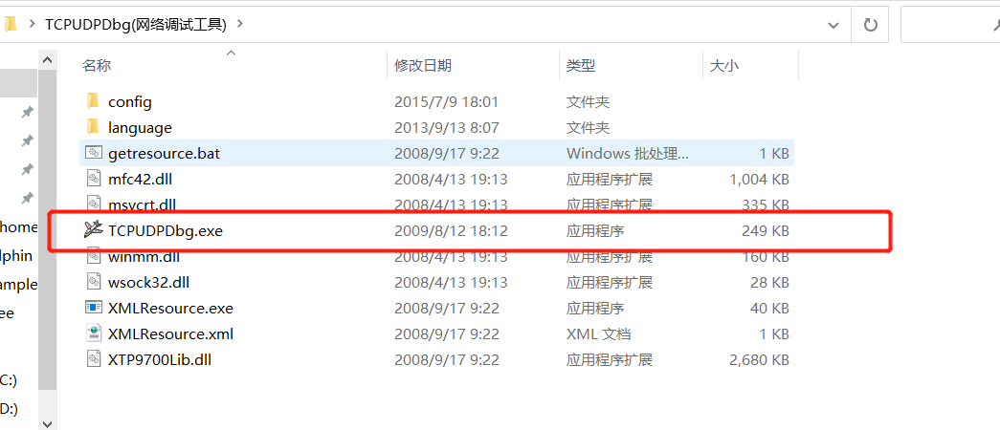 TCPUDPDbg(网络调试工具)
名称 修改日期 类型 大小
config 2015/7/9 18:01 文件夹
language 2013/9/13 8:07 文件夹
getresource.bat 2008/9/17 9:22 Windows 批处理... 1 KB
mfc42.dll 2008/4/13 19:13 应用程序扩展 1,004 KB
msvcrt.dll 2008/4/13 19:13 应用程序扩展 335 KB
home TCPUDPDbg.exe 2009/8/12 18:12 应用程序 249 KB
lphin winmm.dll 2008/4/13 19:13 应用程序扩展 160 KB
ample wsock32.dll 2008/4/13 19:13 应用程序扩展 28 KB
ee XMLResource.exe 2008/9/17 9:22 应用程序 40 KB
XMLResource.xml 2008/9/17 9:22 XML 文档 1 KB
XTP9700Lib.dll 2008/9/17 9:22 应用程序扩展 2,680 KB
C:)
D:)